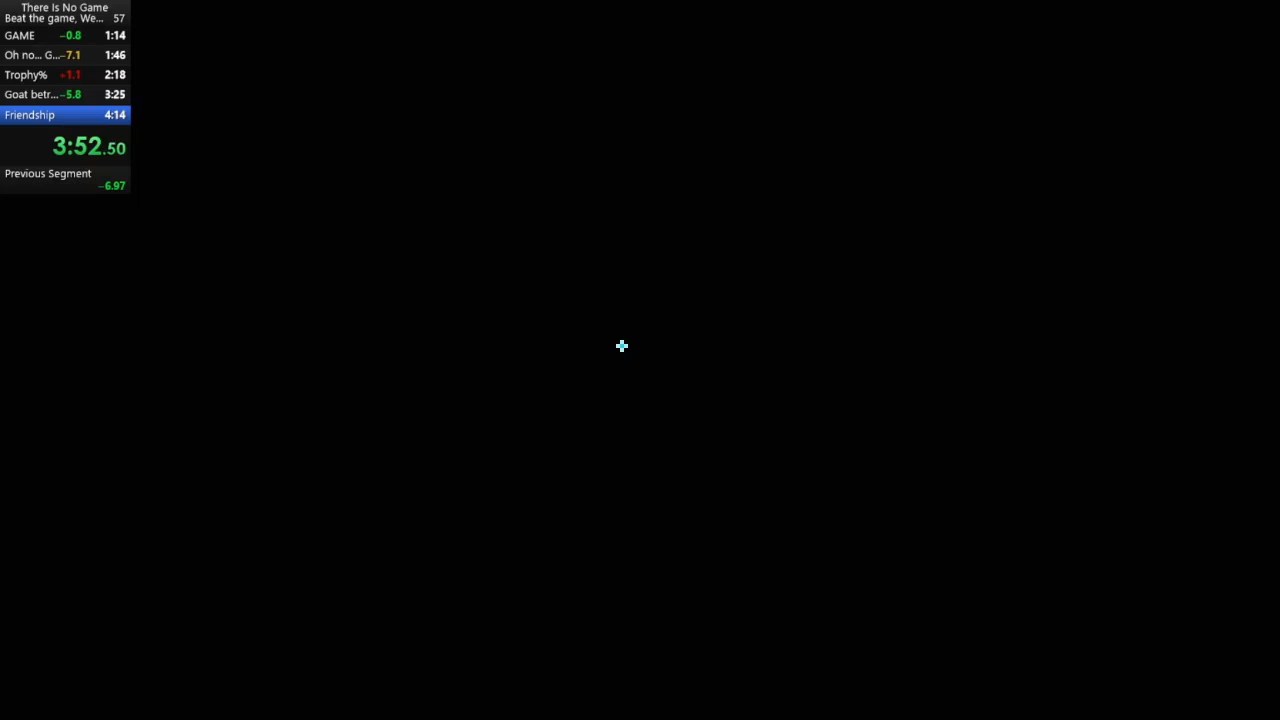 There Is No Game
Beat the game, We... 57
GAME −0.8 1:14
Oh no... G... −7.1 1:46
Trophy% +1.1 2:18
Goat betr... −5.8 3:25
Friendship 4:14
3:52.50
Previous Segment
−6.97